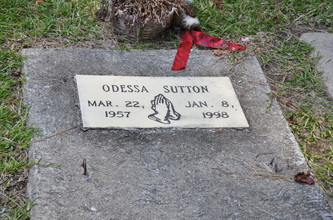 ODESSA SUTTON
MAR. 22, JAN. 8,
1957 1998